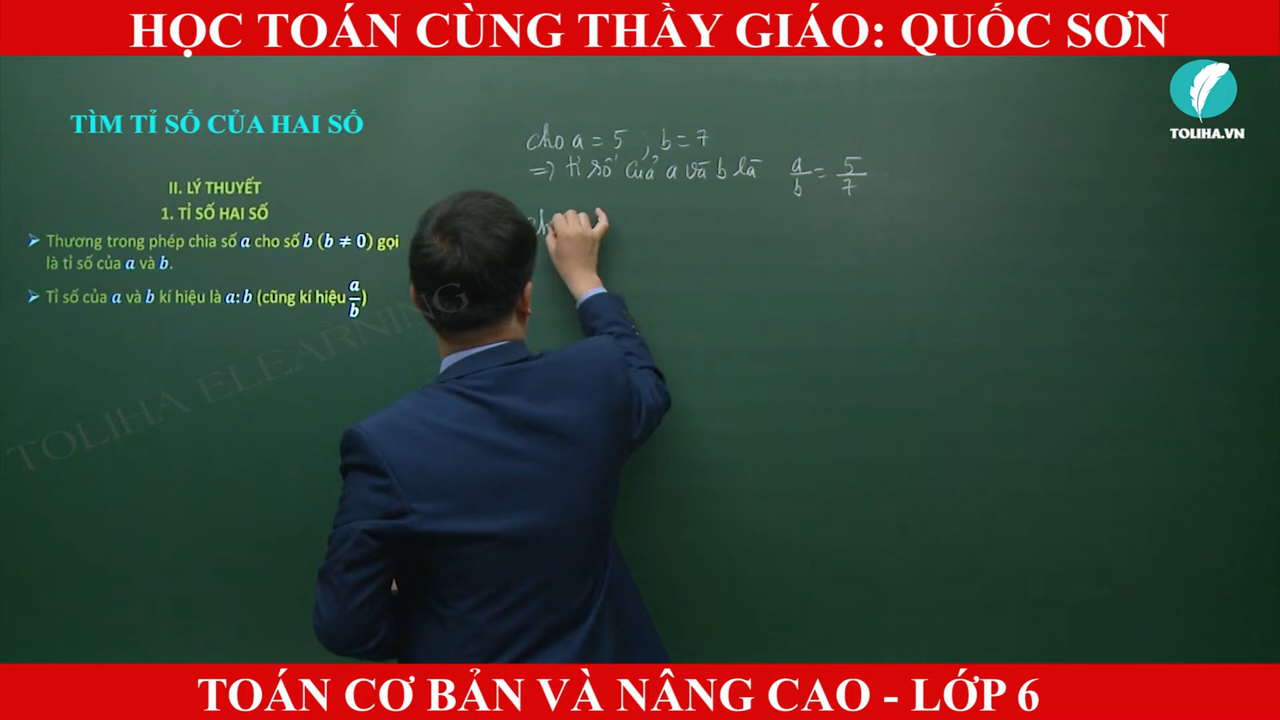 HỌC TOÁN CÙNG THẦY GIÁO: QUỐC SƠN
TOLIHA.VN
TÌM TỈ SỐ CỦA HAI SỐ
II. LÝ THUYẾT
1. TỈ SỐ HAI SỐ
➢ Thương trong phép chia số a cho số b (b ≠ 0) gọi
là tỉ số của a và b.
➢ Tỉ số của a và b kí hiệu là a: b (cũng kí hiệu a/b)
cho a = 5 , b = 7
=> tỉ số của a và b là a/b = 5/7
ch
TOLIHA ELEARNING
TOÁN CƠ BẢN VÀ NÂNG CAO - LỚP 6